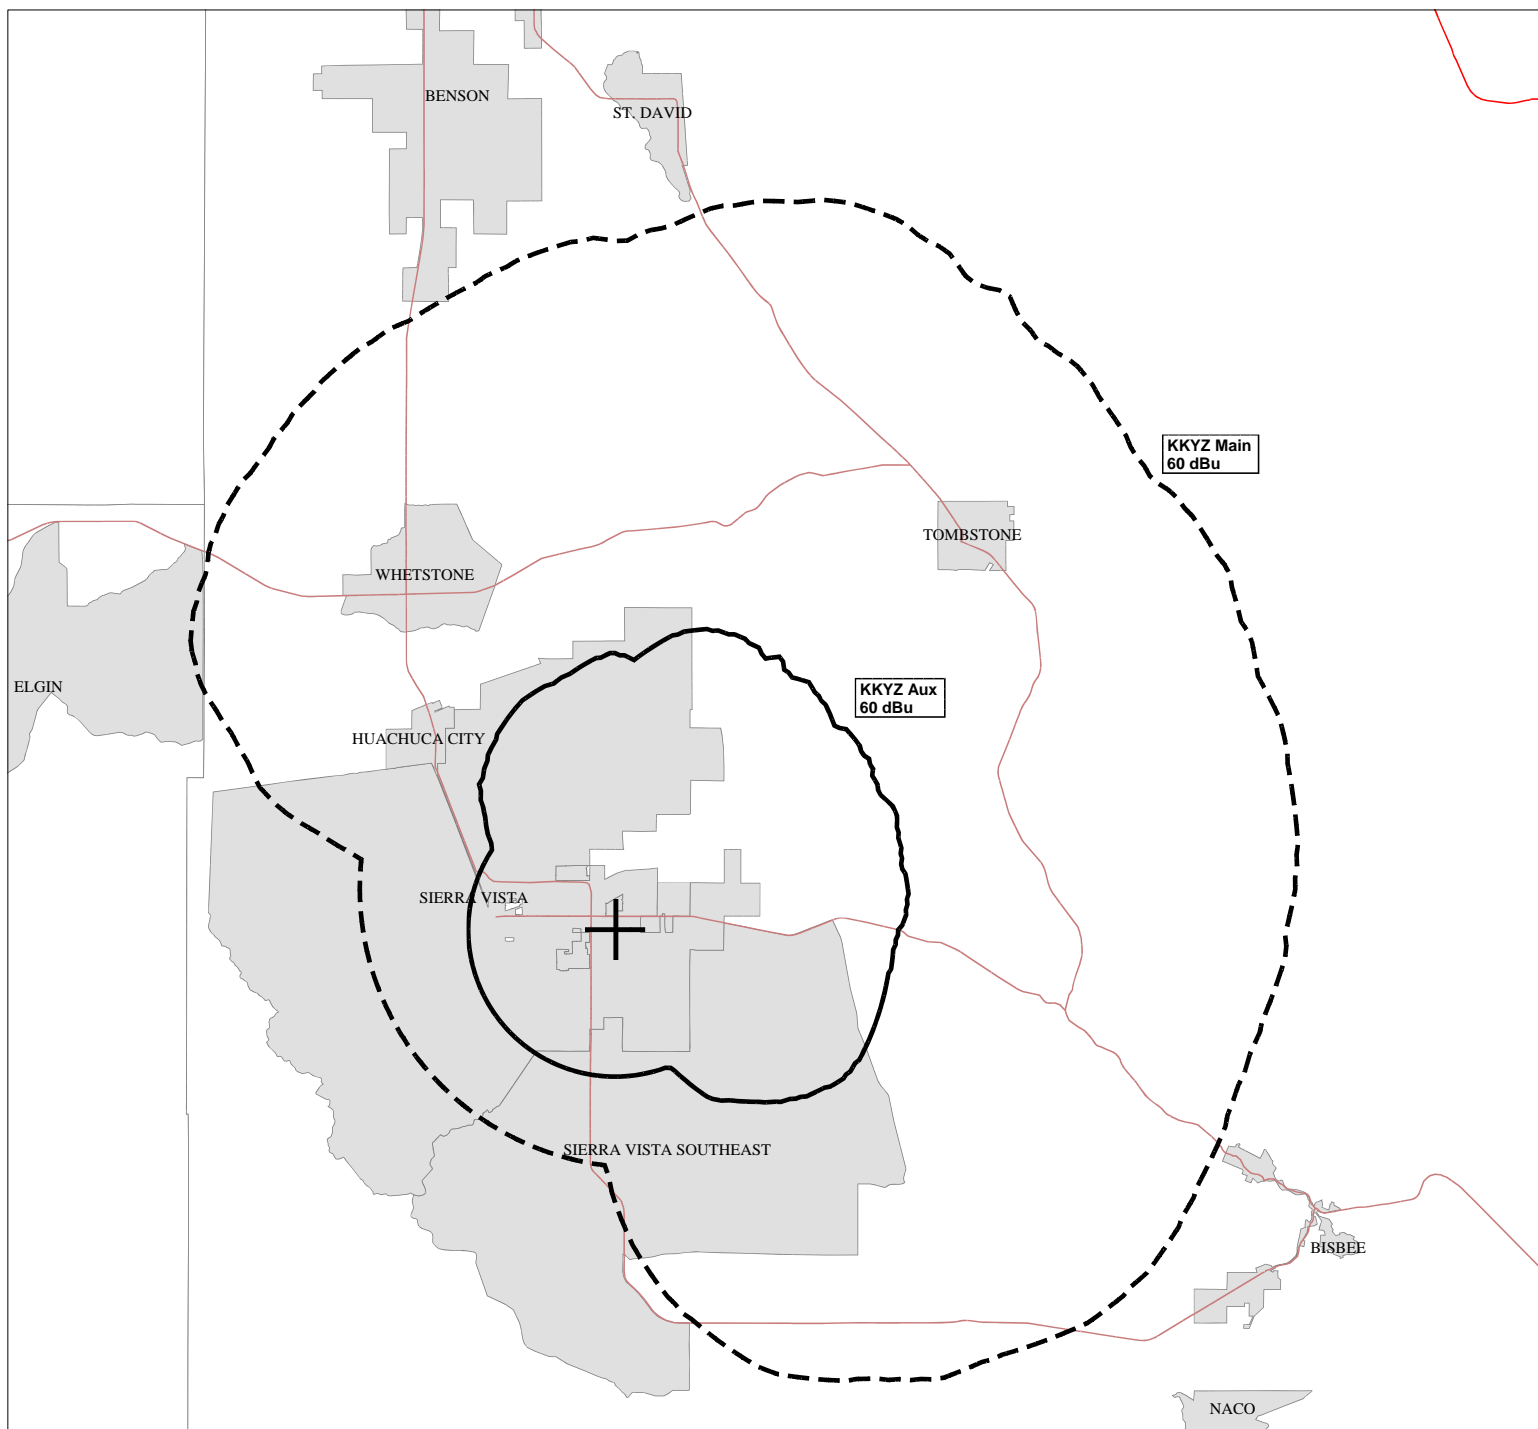 BENSON
ST. DAVID
KKYZ Main
60 dBu
TOMBSTONE
WHETSTONE
ELGIN
KKYZ Aux
60 dBu
HUACHUCA CITY
SIERRA VISTA
SIERRA VISTA SOUTHEAST
BISBEE
NACO